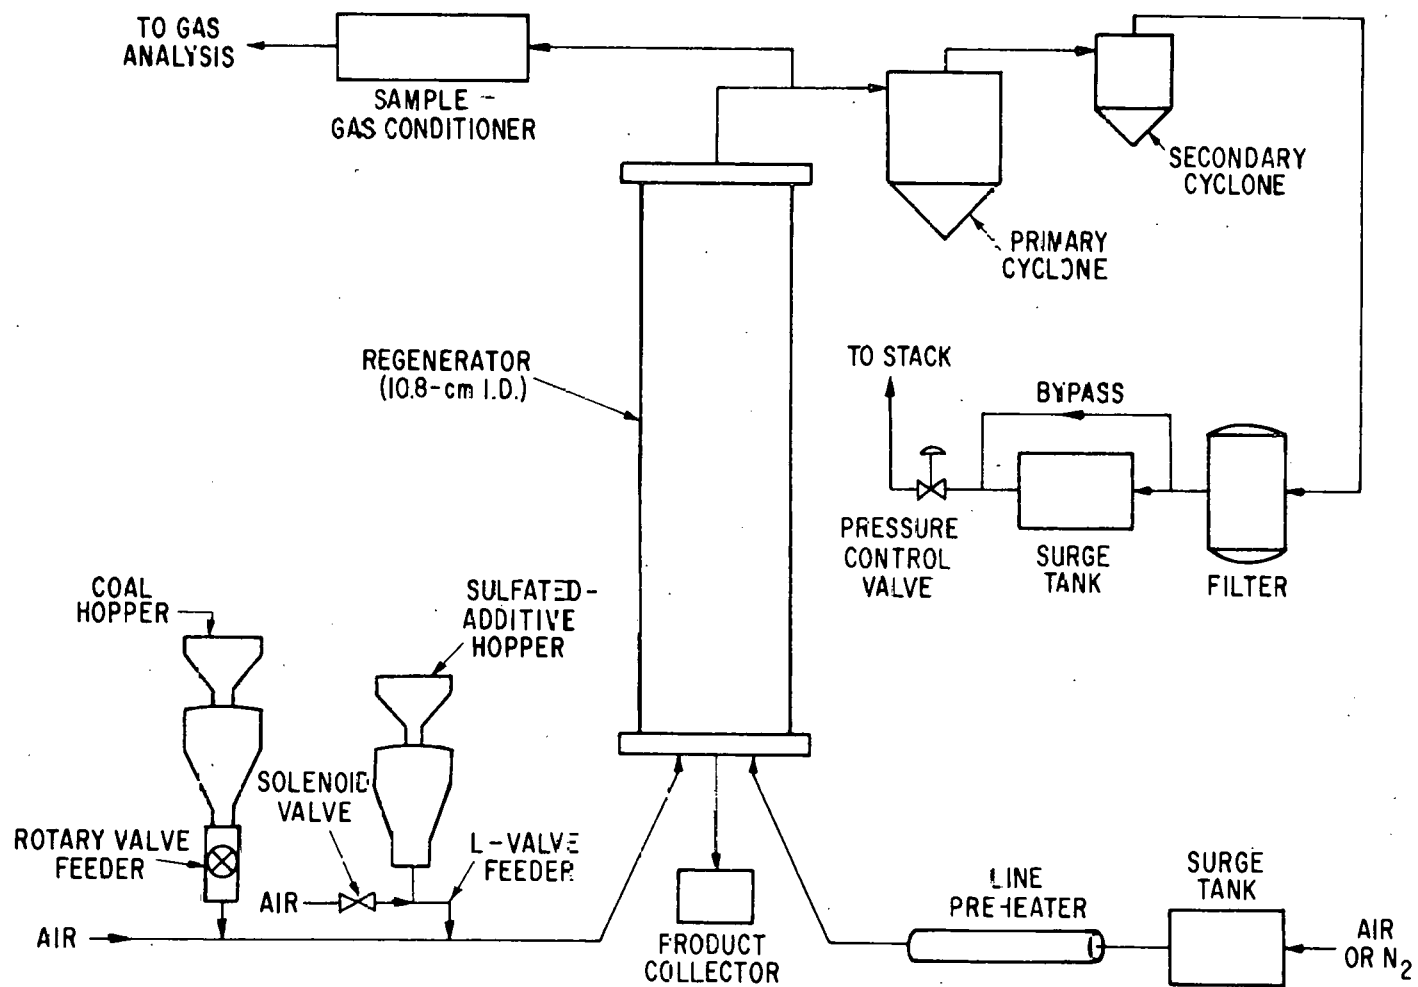 TO GAS
ANALYSIS
SAMPLE -
GAS CONDITIONER
SECONDARY
CYCLONE
PRIMARY
CYCLONE
REGENERATOR
(10.8-cm I.D.)
TO STACK
BYPASS
PRESSURE
CONTROL
VALVE
SURGE
TANK
FILTER
COAL
HOPPER
SULFATED-
ADDITIVE
HOPPER
SOLENOID
VALVE
ROTARY VALVE
FEEDER
L-VALVE
FEEDER
AIR
AIR
PRODUCT
COLLECTOR
LINE
PREHEATER
SURGE
TANK
AIR
OR N2